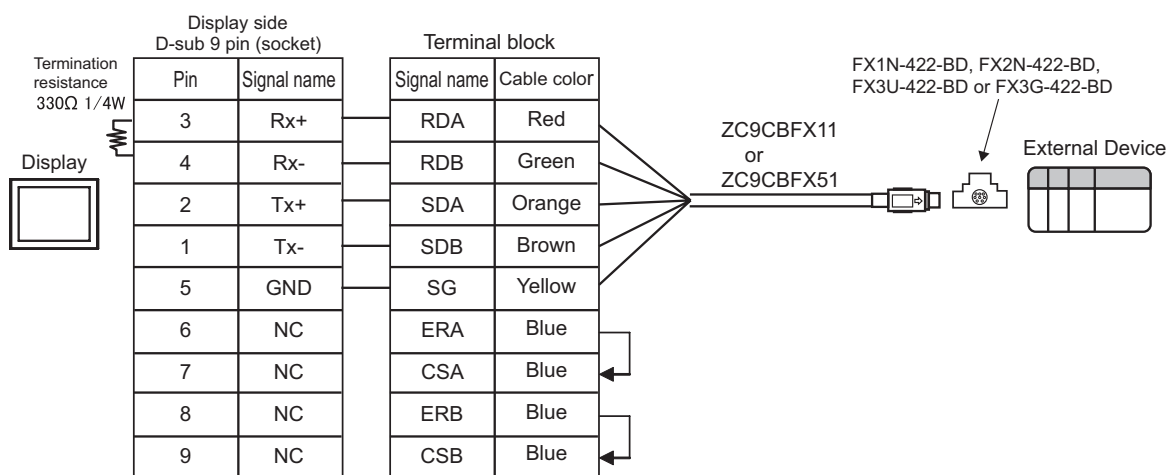 Display side
D-sub 9 pin (socket)
Terminal block
Termination
resistance
330Ω 1/4W
Pin Signal name Signal name Cable color
3 Rx+ RDA Red
4 Rx- RDB Green
2 Tx+ SDA Orange
1 Tx- SDB Brown
5 GND SG Yellow
6 NC ERA Blue
7 NC CSA Blue
8 NC ERB Blue
9 NC CSB Blue
Display
ZC9CBFX11
or
ZC9CBFX51
FX1N-422-BD, FX2N-422-BD,
FX3U-422-BD or FX3G-422-BD
External Device